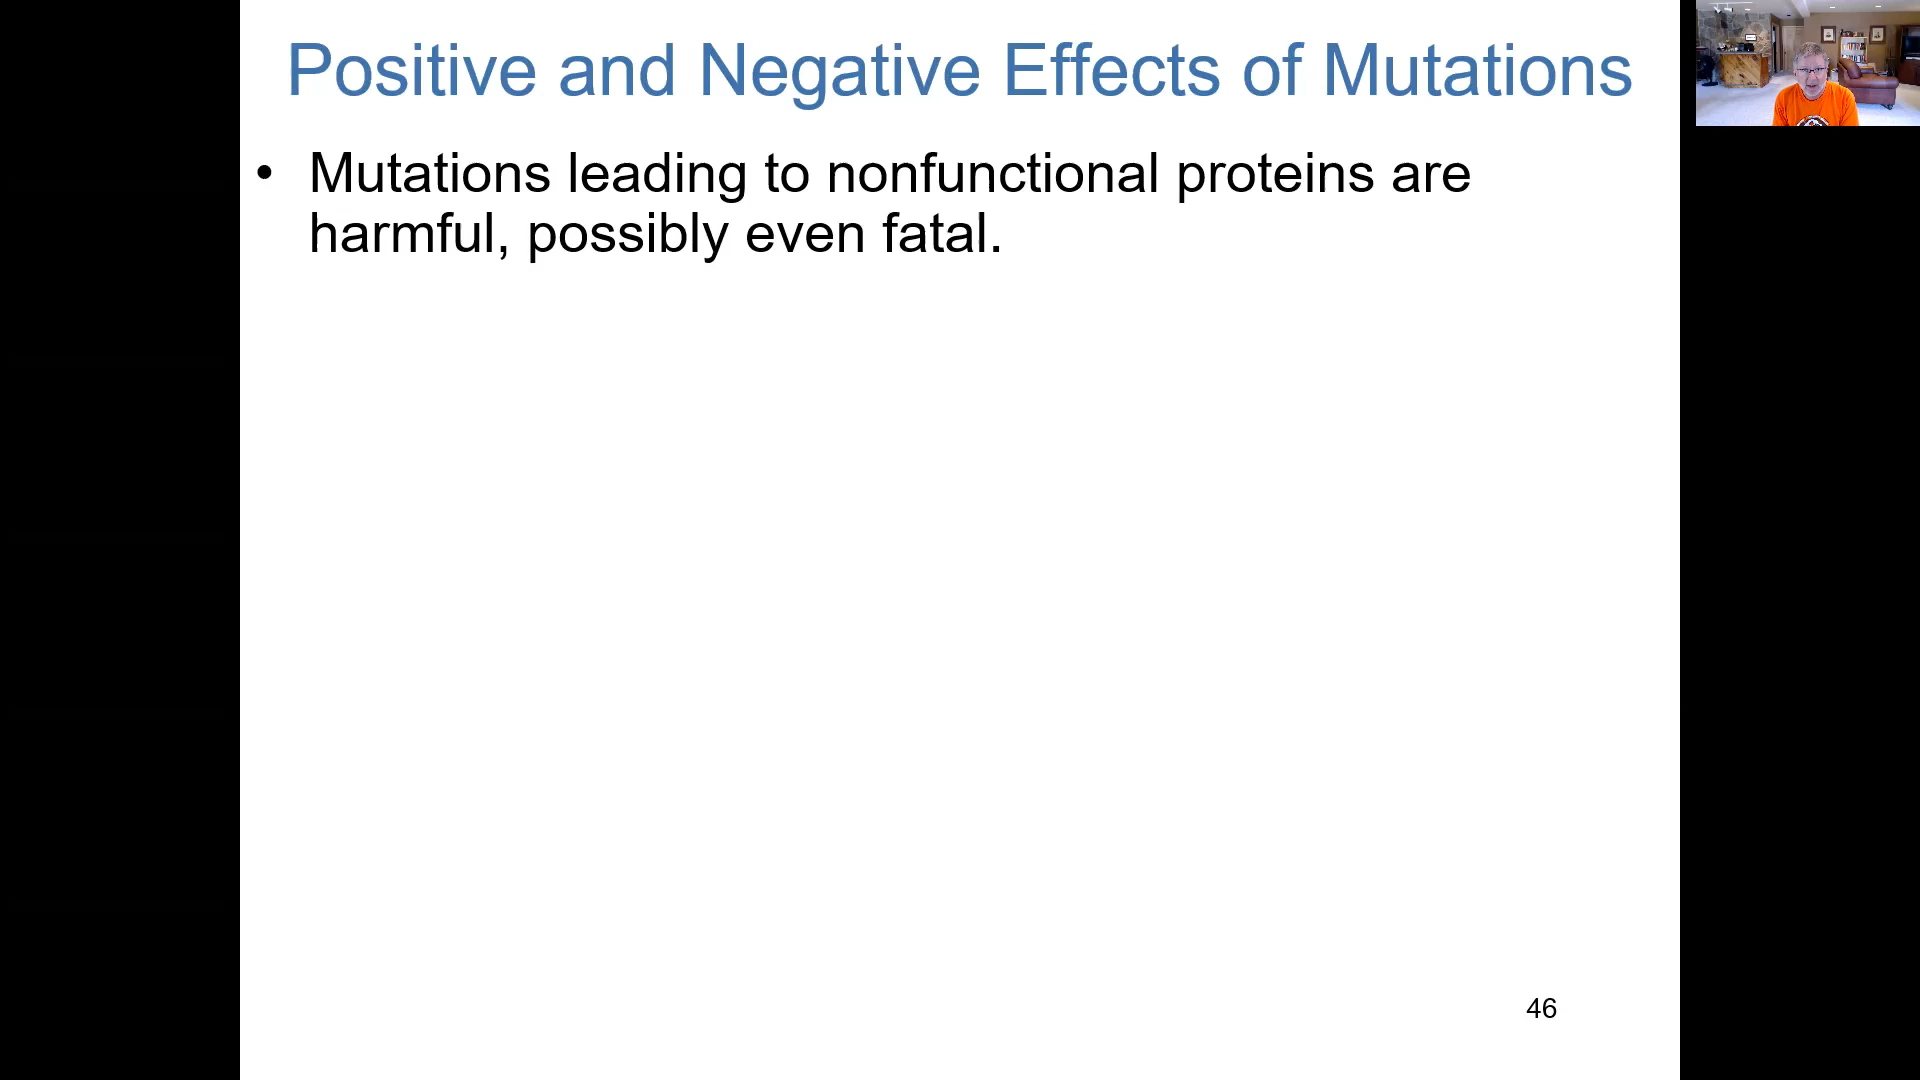 Positive and Negative Effects of Mutations
• Mutations leading to nonfunctional proteins are
harmful, possibly even fatal.
46